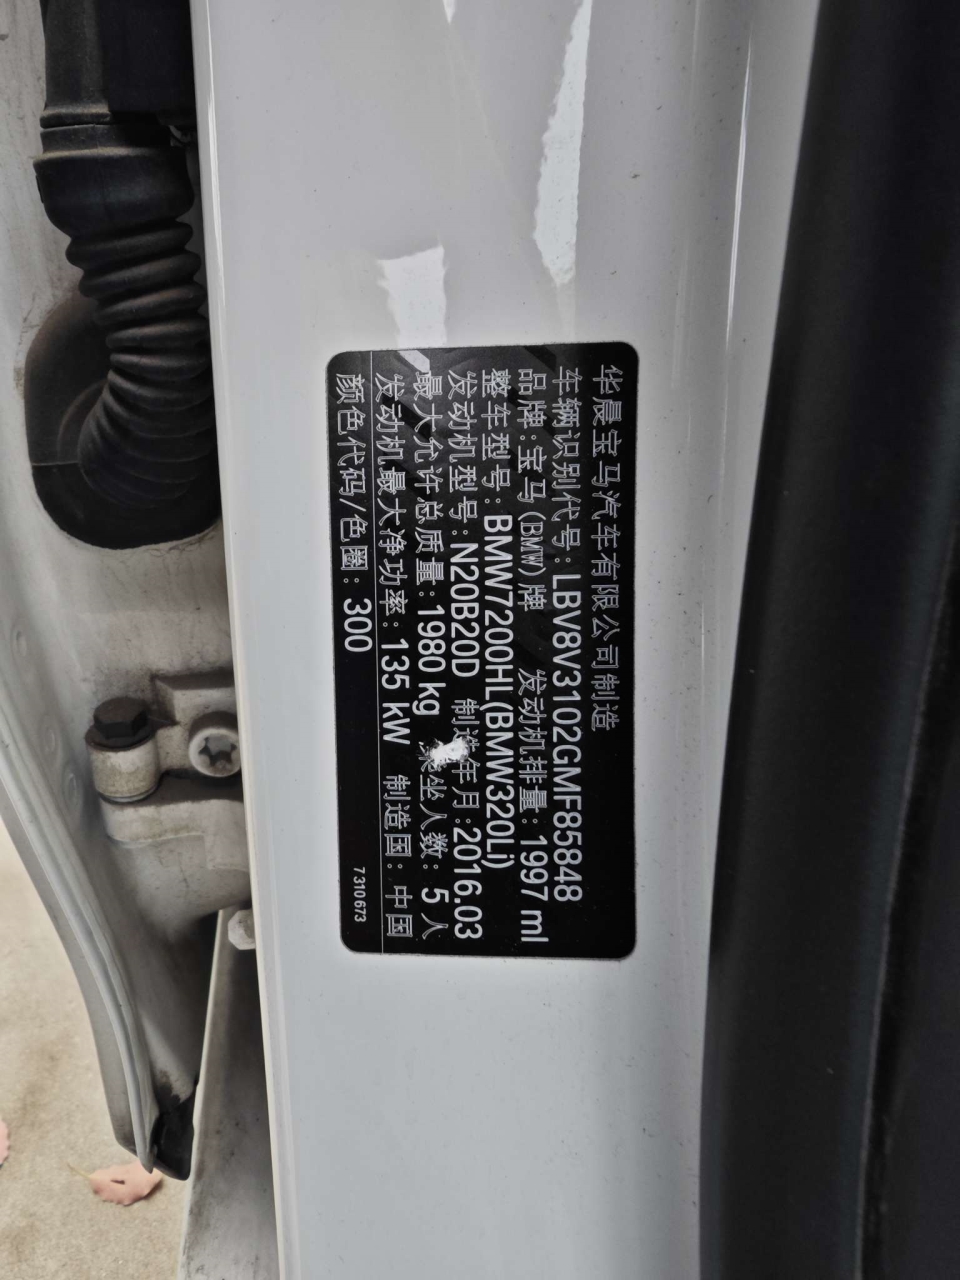 华晨宝马汽车有限公司制造
车辆识别代号:LBV8V3102GMF85848
品牌:宝马(BMW)牌 发动机排量:1997 ml
整车型号:BMW7200HL(BMW320Li)
发动机型号:N20B20D 制造年月:2016.03
最大允许总质量:1980 kg 乘坐人数: 5 人
发动机最大净功率: 135 kW 制造国: 中国
颜色代码/色圈: 300
7310673